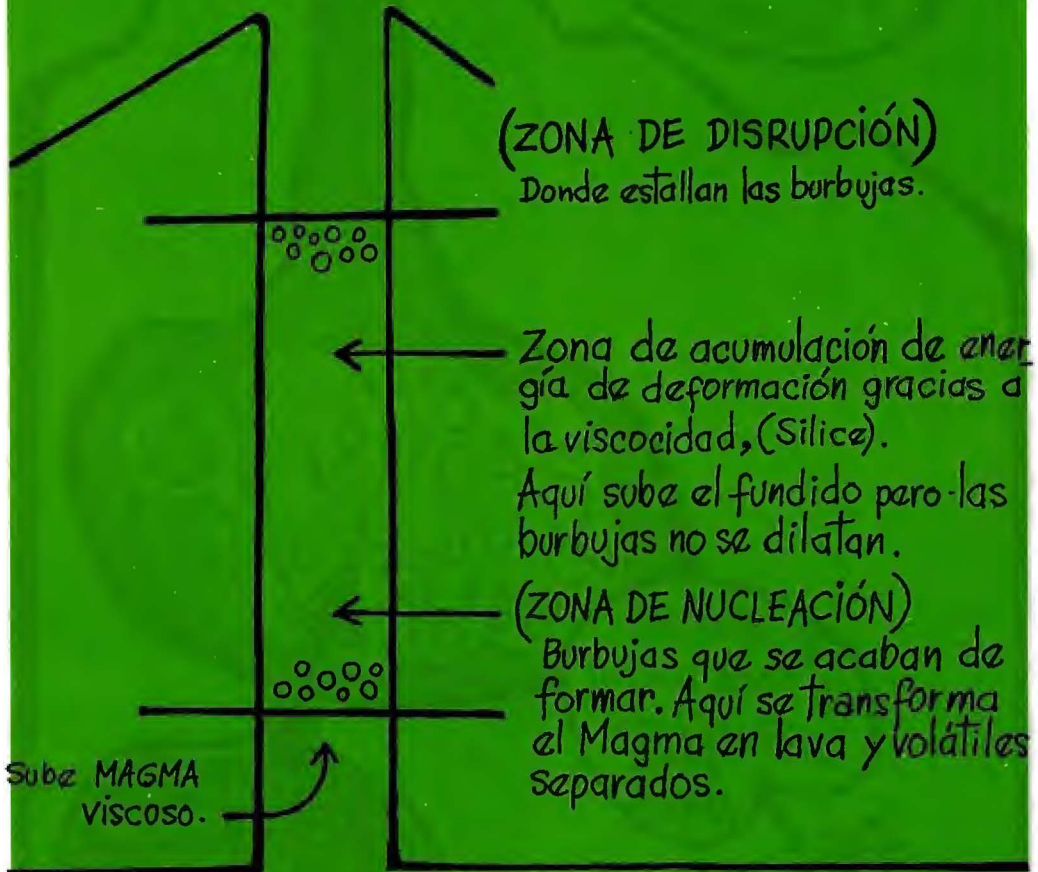 (ZONA DE DISRUPCIÓN)
Donde estallan las burbujas.
Zona de acumulación de ener
gía de deformación gracias a
la viscocidad, (Silice).
Aquí sube el fundido pero las
burbujas no se dilatan.
(ZONA DE NUCLEACIÓN)
Burbujas que se acaban de
formar. Aquí se transforma
el Magma en lava y volátiles
separados.
Sube MAGMA
viscoso.